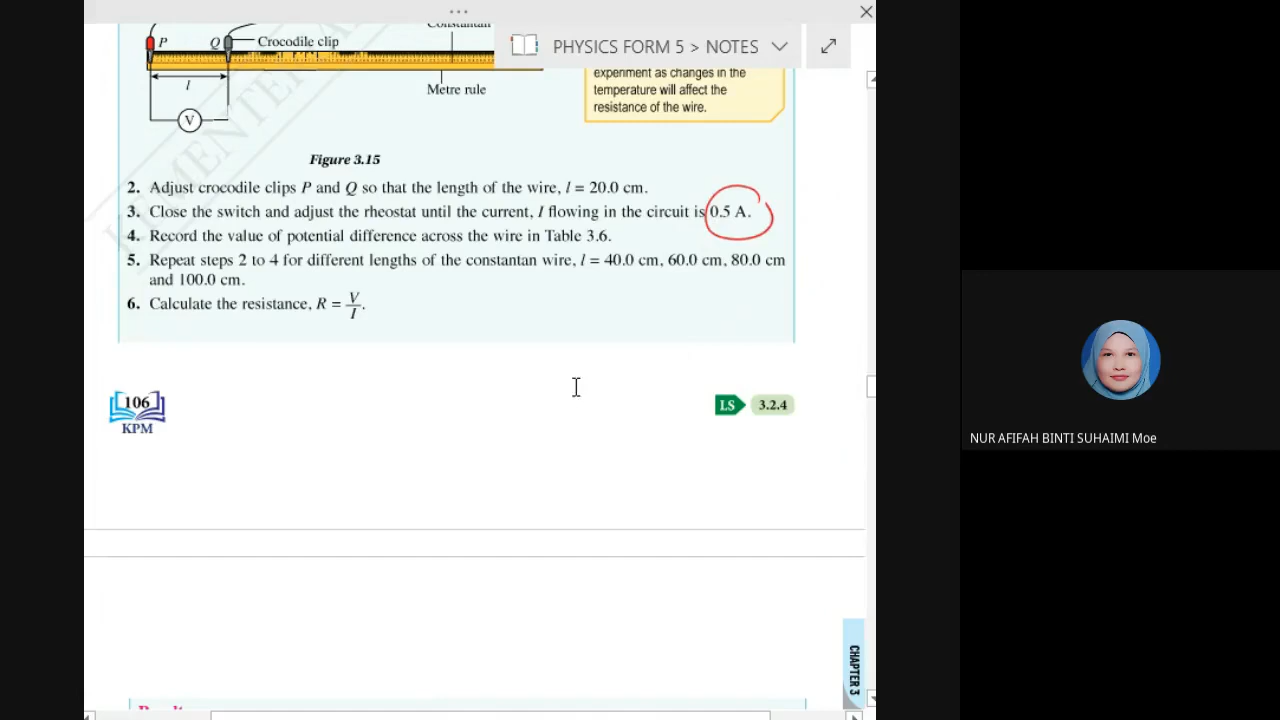 PHYSICS FORM 5 > NOTES
Constantan
P
Q
Crocodile clip
l
Metre rule
V
experiment as changes in the
temperature will affect the
resistance of the wire.
Figure 3.15
2. Adjust crocodile clips P and Q so that the length of the wire, l = 20.0 cm.
3. Close the switch and adjust the rheostat until the current, I flowing in the circuit is 0.5 A.
4. Record the value of potential difference across the wire in Table 3.6.
5. Repeat steps 2 to 4 for different lengths of the constantan wire, l = 40.0 cm, 60.0 cm, 80.0 cm
and 100.0 cm.
6. Calculate the resistance, R = V/I.
106
KPM
LS 3.2.4
CHAPTER 3
NUR AFIFAH BINTI SUHAIMI Moe